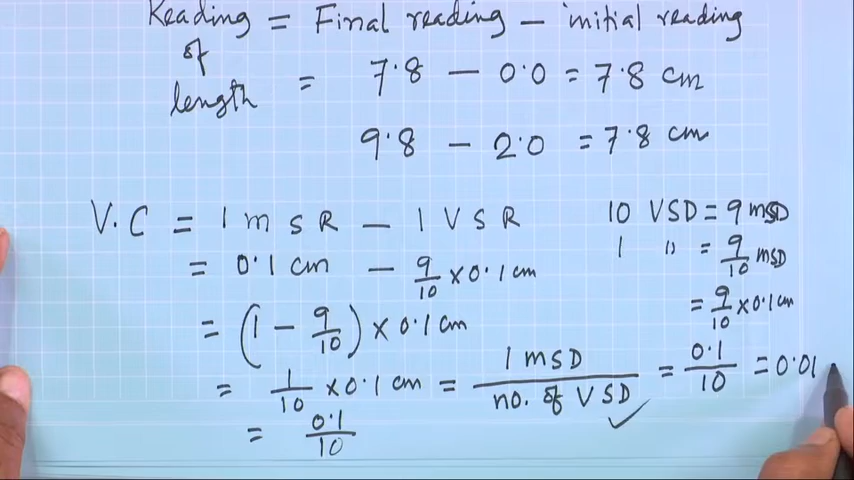 Reading = Final reading − initial reading
of
length = 7.8 − 0.0 = 7.8 cm
9.8 − 2.0 = 7.8 cm
V.C = 1 M S R − 1 V S R
= 0.1 cm − 9/10 × 0.1 cm
= (1 − 9/10) × 0.1 cm
= 1/10 × 0.1 cm = 1 MSD / no. of VSD = 0.1/10 = 0.01
= 0.1/10
10 VSD = 9 MSD
1 〃 = 9/10 MSD
= 9/10 × 0.1 cm